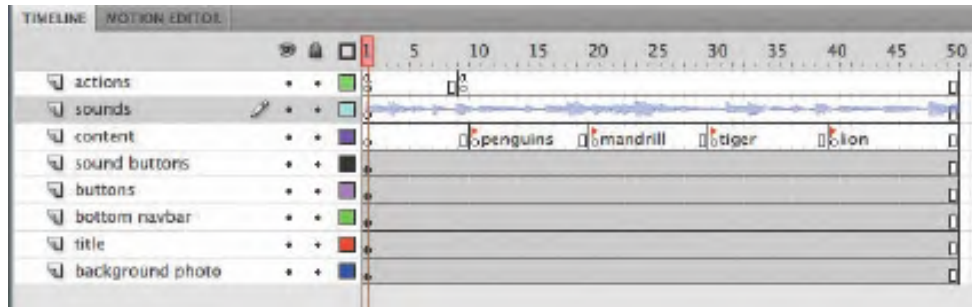 TIMELINE MOTION EDITOR
1 5 10 15 20 25 30 35 40 45 50
actions
sounds
content penguins mandrill tiger lion
sound buttons
buttons
bottom navbar
title
background photo